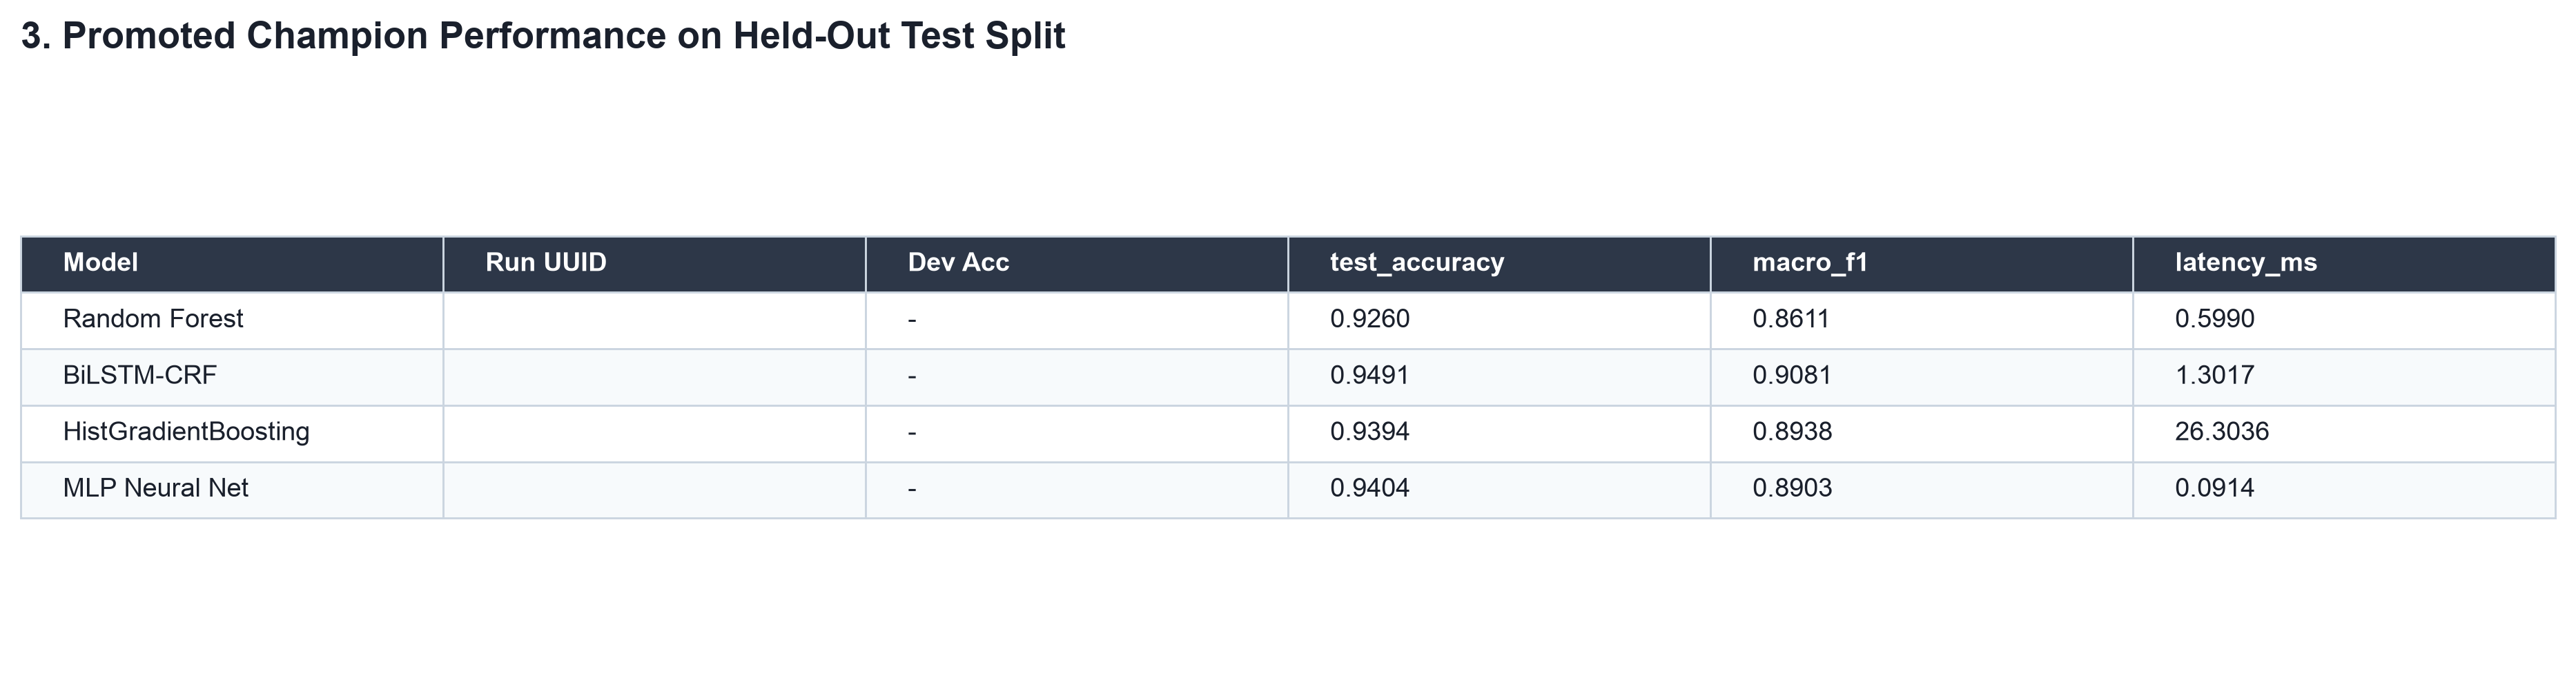 3. Promoted Champion Performance on Held-Out Test Split
Model Run UUID Dev Acc test_accuracy macro_f1 latency_ms
Random Forest - 0.9260 0.8611 0.5990
BiLSTM-CRF - 0.9491 0.9081 1.3017
HistGradientBoosting - 0.9394 0.8938 26.3036
MLP Neural Net - 0.9404 0.8903 0.0914